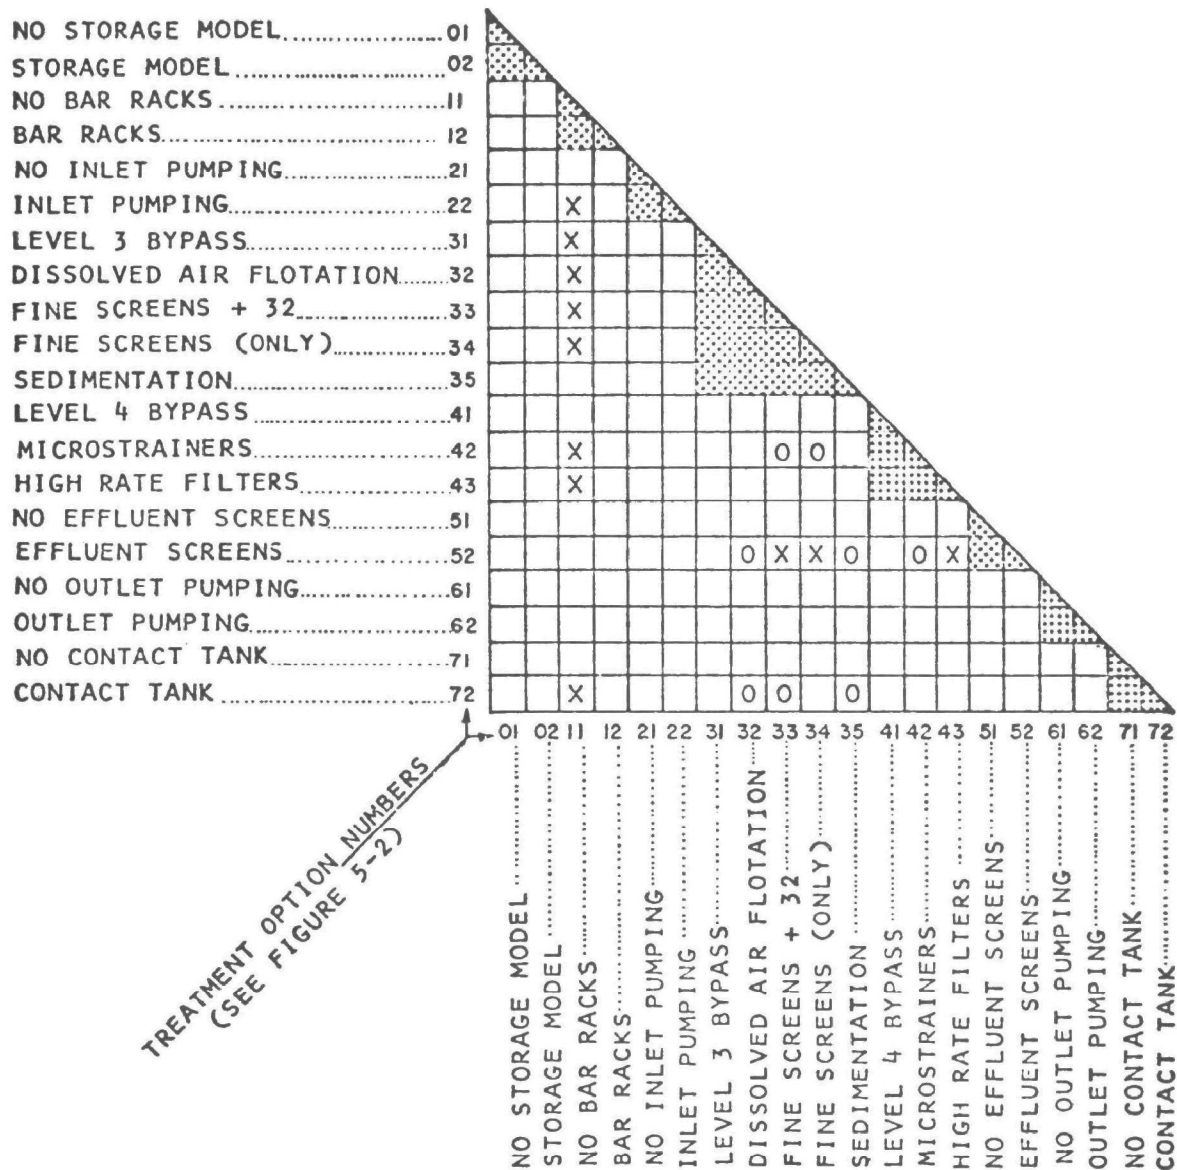 NO STORAGE MODEL 01
STORAGE MODEL 02
NO BAR RACKS 11
BAR RACKS 12
NO INLET PUMPING 21
INLET PUMPING 22 X
LEVEL 3 BYPASS 31 X
DISSOLVED AIR FLOTATION 32 X
FINE SCREENS + 32 33 X
FINE SCREENS (ONLY) 34 X
SEDIMENTATION 35
LEVEL 4 BYPASS 41
MICROSTRAINERS 42 X O O
HIGH RATE FILTERS 43 X
NO EFFLUENT SCREENS 51
EFFLUENT SCREENS 52 O X X O O X
NO OUTLET PUMPING 61
OUTLET PUMPING 62
NO CONTACT TANK 71
CONTACT TANK 72 X O O O
01 02 11 12 21 22 31 32 33 34 35 41 42 43 51 52 61 62 71 72
TREATMENT OPTION NUMBERS
(SEE FIGURE 5-2)
NO STORAGE MODEL
STORAGE MODEL
NO BAR RACKS
BAR RACKS
NO INLET PUMPING
INLET PUMPING
LEVEL 3 BYPASS
DISSOLVED AIR FLOTATION
FINE SCREENS + 32
FINE SCREENS (ONLY)
SEDIMENTATION
LEVEL 4 BYPASS
MICROSTRAINERS
HIGH RATE FILTERS
NO EFFLUENT SCREENS
EFFLUENT SCREENS
NO OUTLET PUMPING
OUTLET PUMPING
NO CONTACT TANK
CONTACT TANK